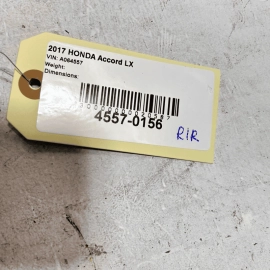 2017 HONDA Accord LX
VIN: A064557
Weight:
Dimensions:
4557-0156
R/R